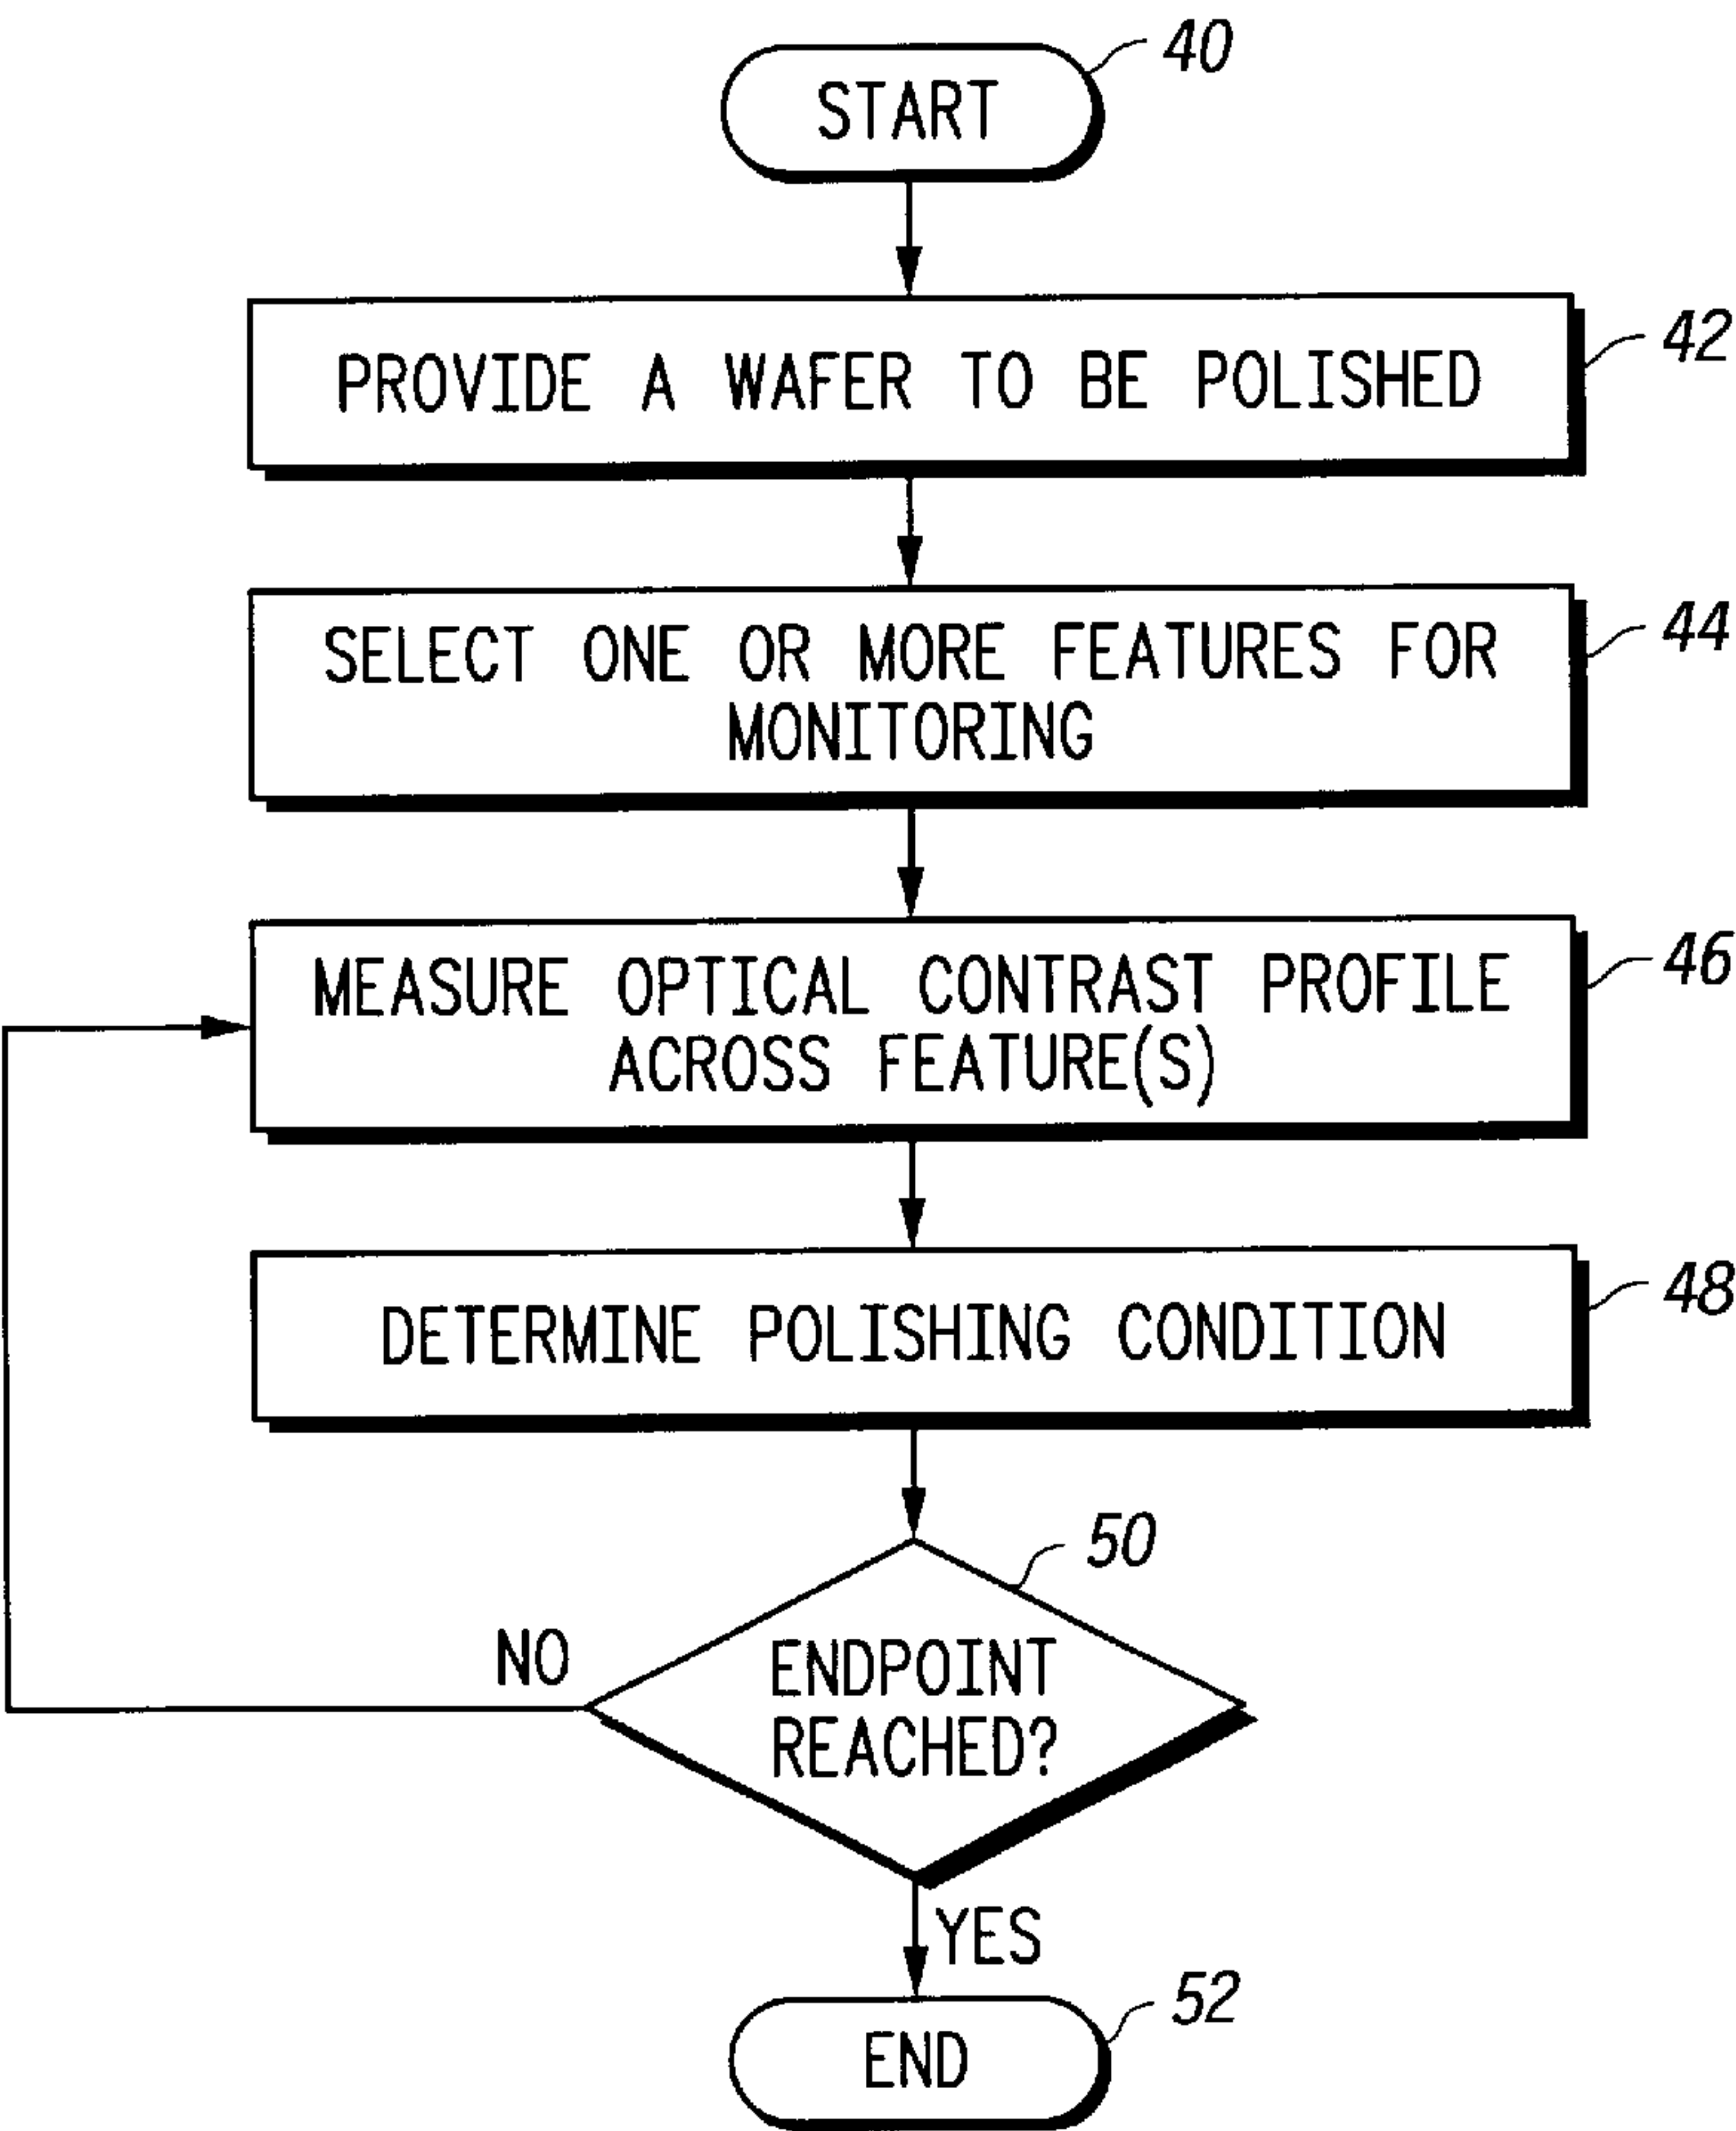 40
START
42
PROVIDE A WAFER TO BE POLISHED
44
SELECT ONE OR MORE FEATURES FOR
MONITORING
46
MEASURE OPTICAL CONTRAST PROFILE
ACROSS FEATURE(S)
48
DETERMINE POLISHING CONDITION
50
NO
ENDPOINT
REACHED?
YES
52
END